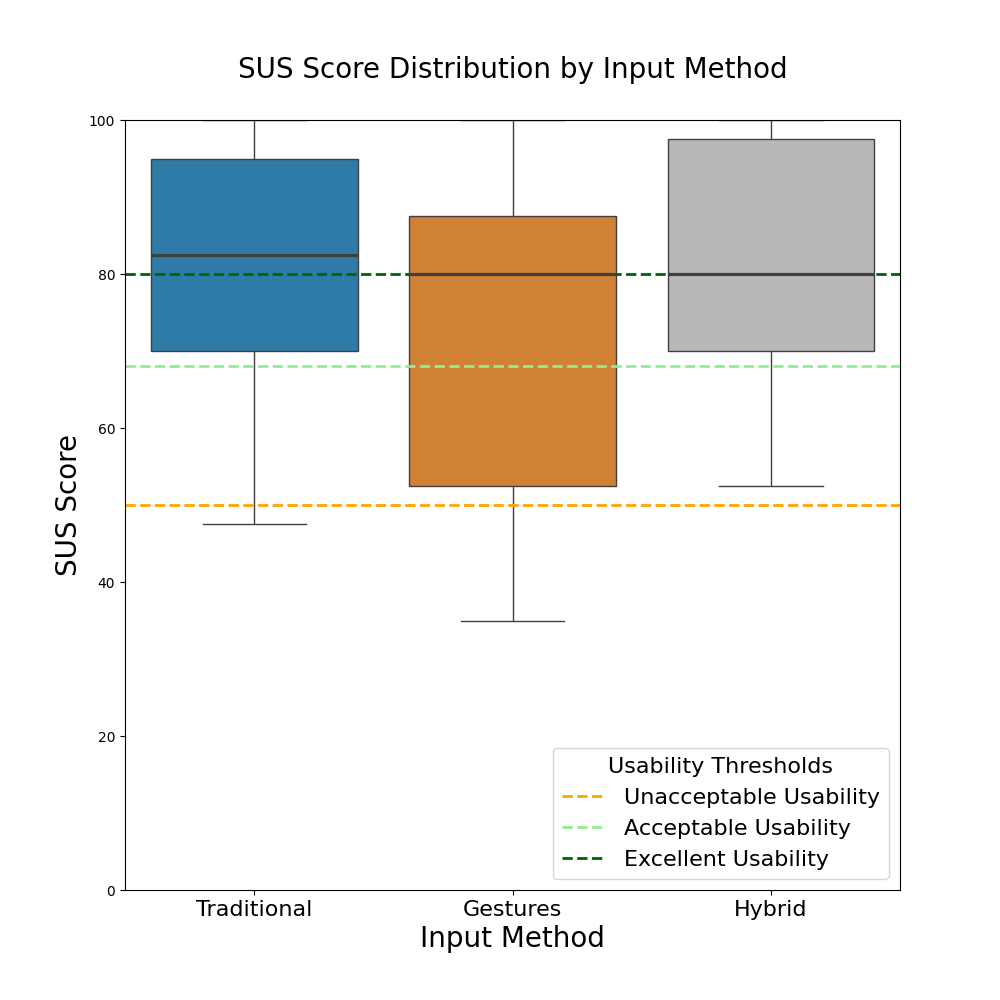 SUS Score Distribution by Input Method
100
80
60
40
20
0
SUS Score
Usability Thresholds
Unacceptable Usability
Acceptable Usability
Excellent Usability
Traditional
Gestures
Hybrid
Input Method